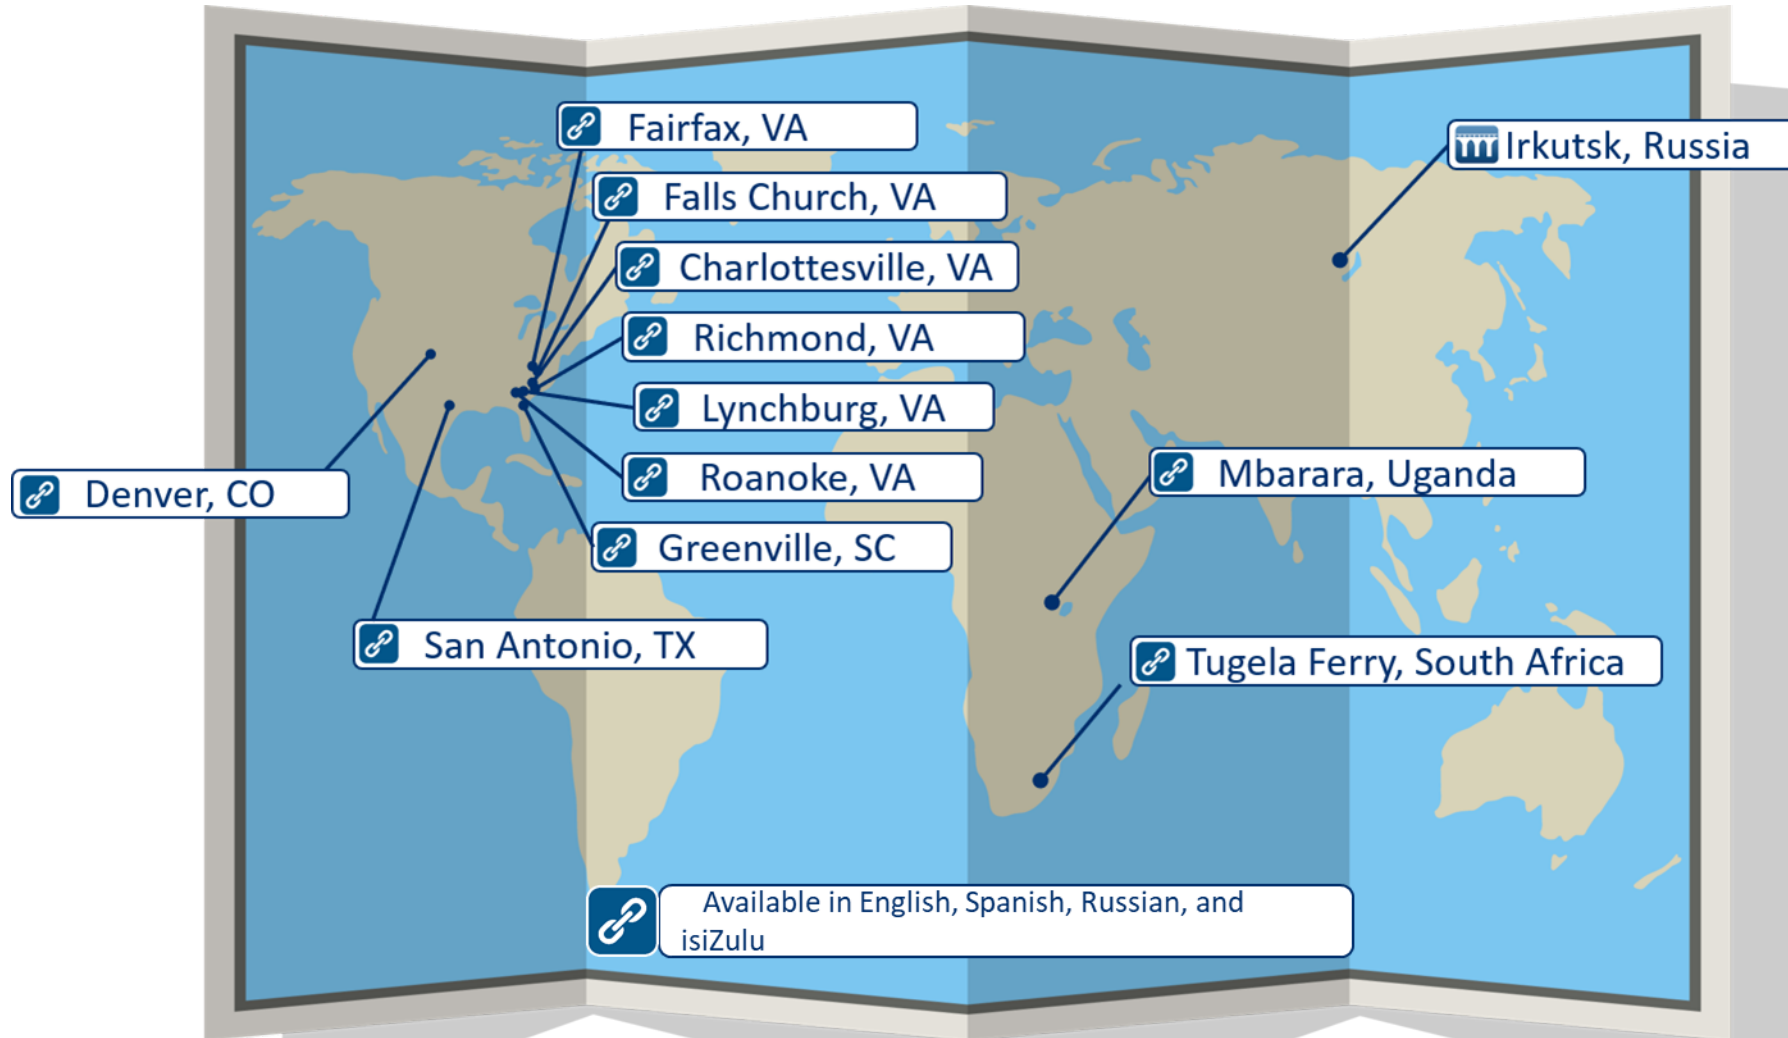 Fairfax, VA
Irkutsk, Russia
Falls Church, VA
Charlottesville, VA
Richmond, VA
Lynchburg, VA
Roanoke, VA
Mbarara, Uganda
Denver, CO
Greenville, SC
San Antonio, TX
Tugela Ferry, South Africa
Available in English, Spanish, Russian, and
isiZulu